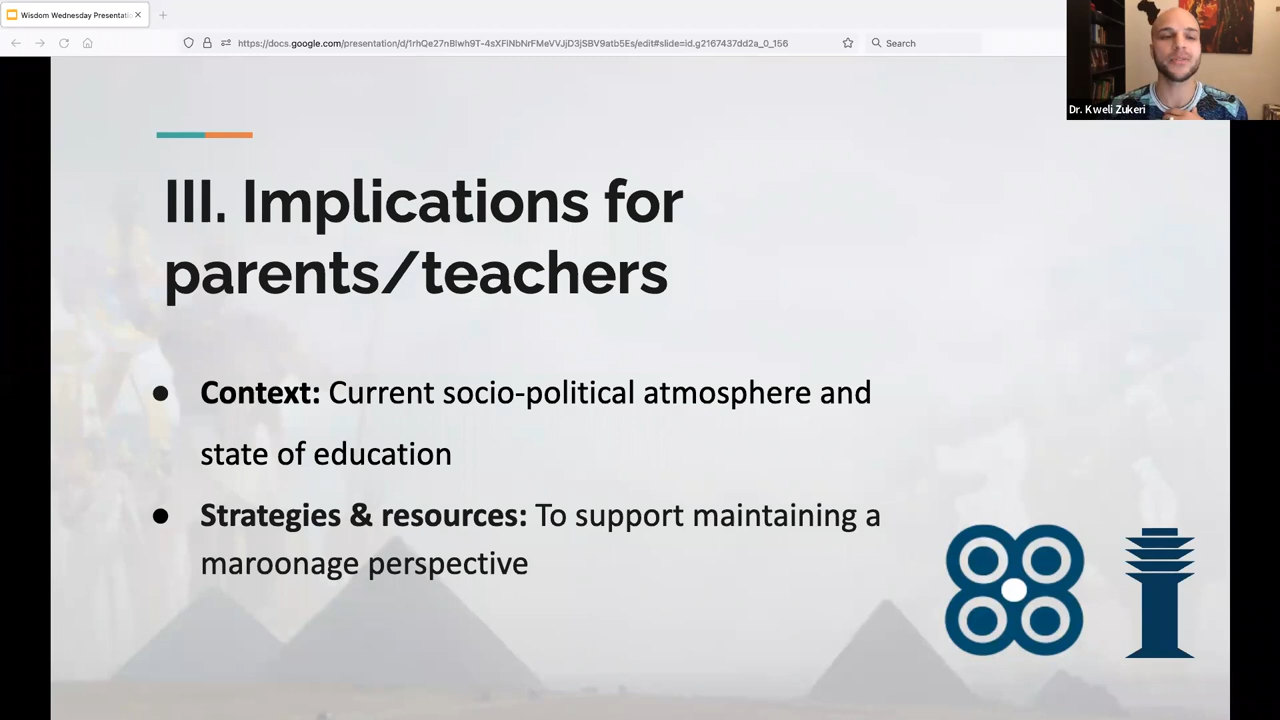 Wisdom Wednesday Presentati
https://docs.google.com/presentation/d/1rhQe27nBlwh9T-4sXFlNbNrFMeVVJjD3jSBV9atb5Es/edit#slide=id.g2167437dd2a_0_156
Search
Dr. Kweli Zukeri
III. Implications for
parents/teachers
● Context: Current socio-political atmosphere and
state of education
● Strategies & resources: To support maintaining a
maroonage perspective